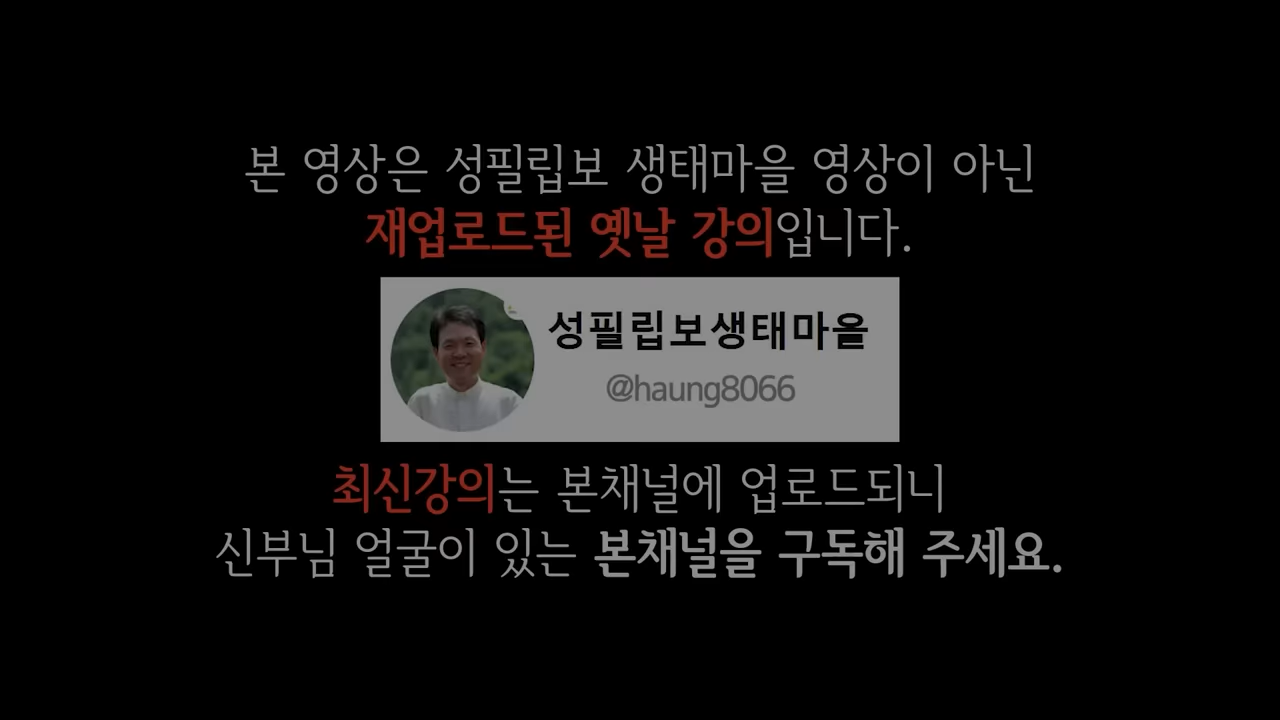 본 영상은 성필립보 생태마을 영상이 아닌
재업로드된 옛날 강의입니다.
성필립보생태마을
@haung8066
최신강의는 본채널에 업로드되니
신부님 얼굴이 있는 본채널을 구독해 주세요.